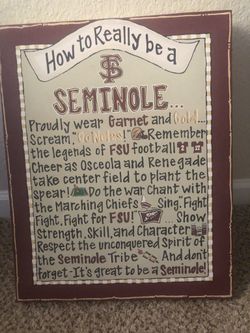 How to Really be a
FS
SEMINOLE...
Proudly wear Garnet and Gold...
Scream, "Go Noles!" Remember
the legends of FSU football
Cheer as Osceola and Renegade
take center field to plant the
spear! Do the war Chant with
the Marching Chiefs Sing, "Fight
Fight, Fight for FSU!" Show
Strength, Skill, and Character
Respect the unconquered Spirit of
the Seminole Tribe And don't
forget-It's great to be a Seminole!